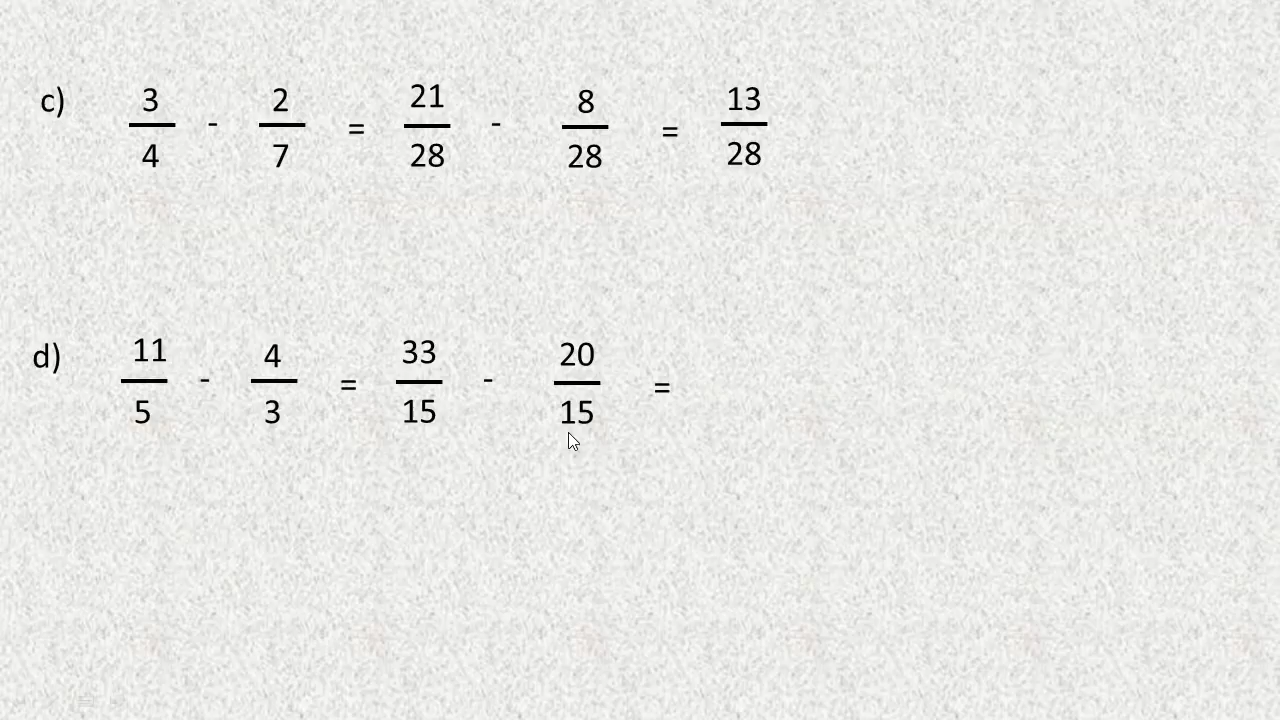 c) 3/4 - 2/7 = 21/28 - 8/28 = 13/28
d) 11/5 - 4/3 = 33/15 - 20/15 =